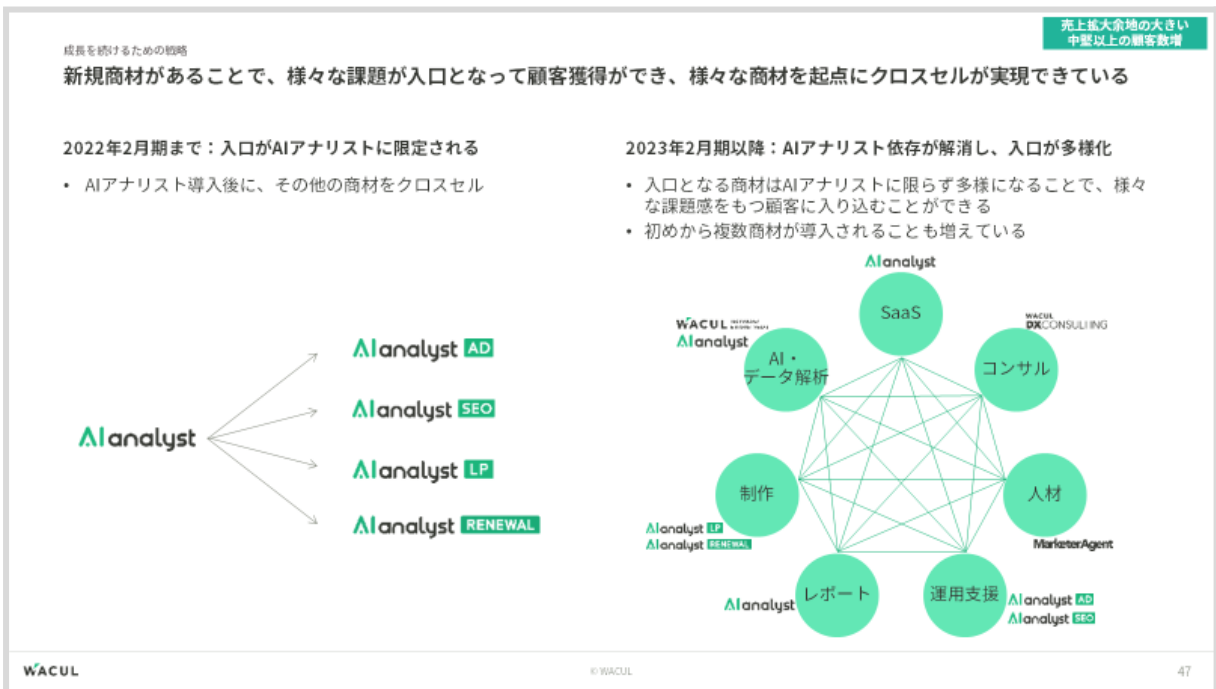 売上拡大余地の大きい
中堅以上の顧客数増
成長を続けるための戦略
新規商材があることで、様々な課題が入口となって顧客獲得ができ、様々な商材を起点にクロスセルが実現できている
2022年2月期まで：入口がAIアナリストに限定される
• AIアナリスト導入後に、その他の商材をクロスセル
AI analyst
AI analyst AD
AI analyst SEO
AI analyst LP
AI analyst RENEWAL
2023年2月期以降：AIアナリスト依存が解消し、入口が多様化
• 入口となる商材はAIアナリストに限らず多様になることで、様々
な課題感をもつ顧客に入り込むことができる
• 初めから複数商材が導入されることも増えている
AI analyst
SaaS
WACUL
DXCONSULTING
コンサル
WACUL
AI analyst
AI・
データ解析
制作
AI analyst LP
AI analyst RENEWAL
人材
MarketerAgent
AI analyst
レポート
運用支援
AI analyst AD
AI analyst SEO
WACUL
© WACUL
47